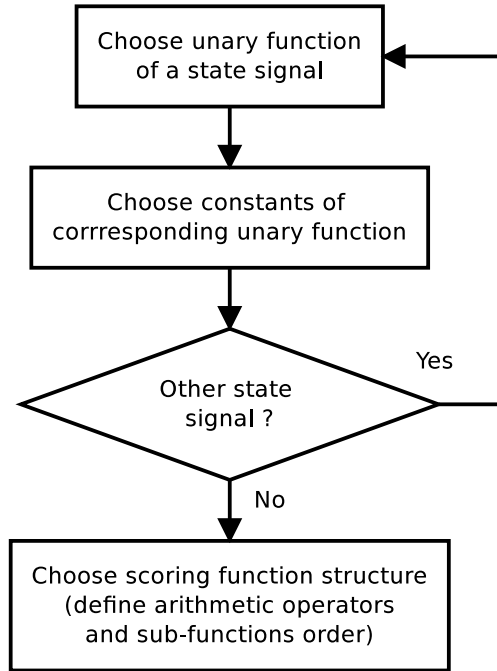 Choose unary function
of a state signal
Choose constants of
corrresponding unary function
Other state
signal ?
Yes
No
Choose scoring function structure
(define arithmetic operators
and sub-functions order)